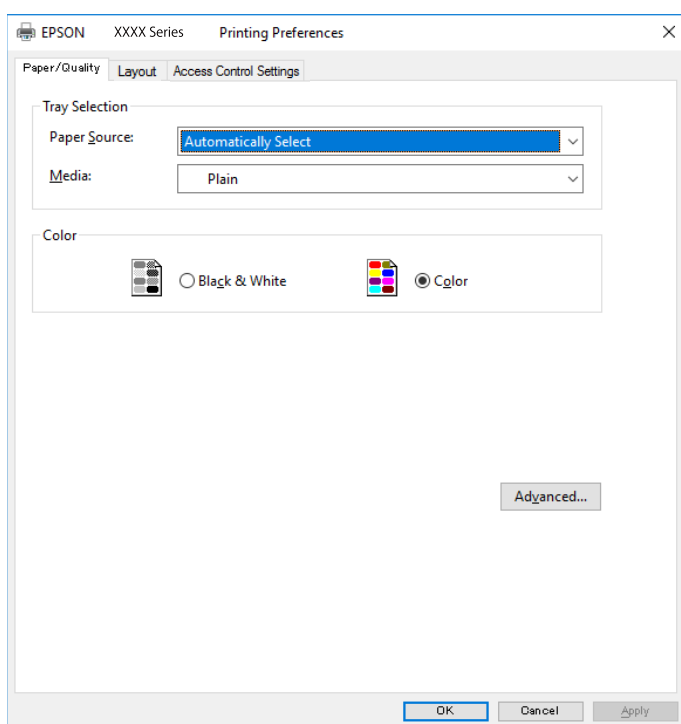 EPSON XXXX Series Printing Preferences
Paper/Quality Layout Access Control Settings
Tray Selection
Paper Source: Automatically Select
Media: Plain
Color
Black & White Color
Advanced...
OK Cancel Apply